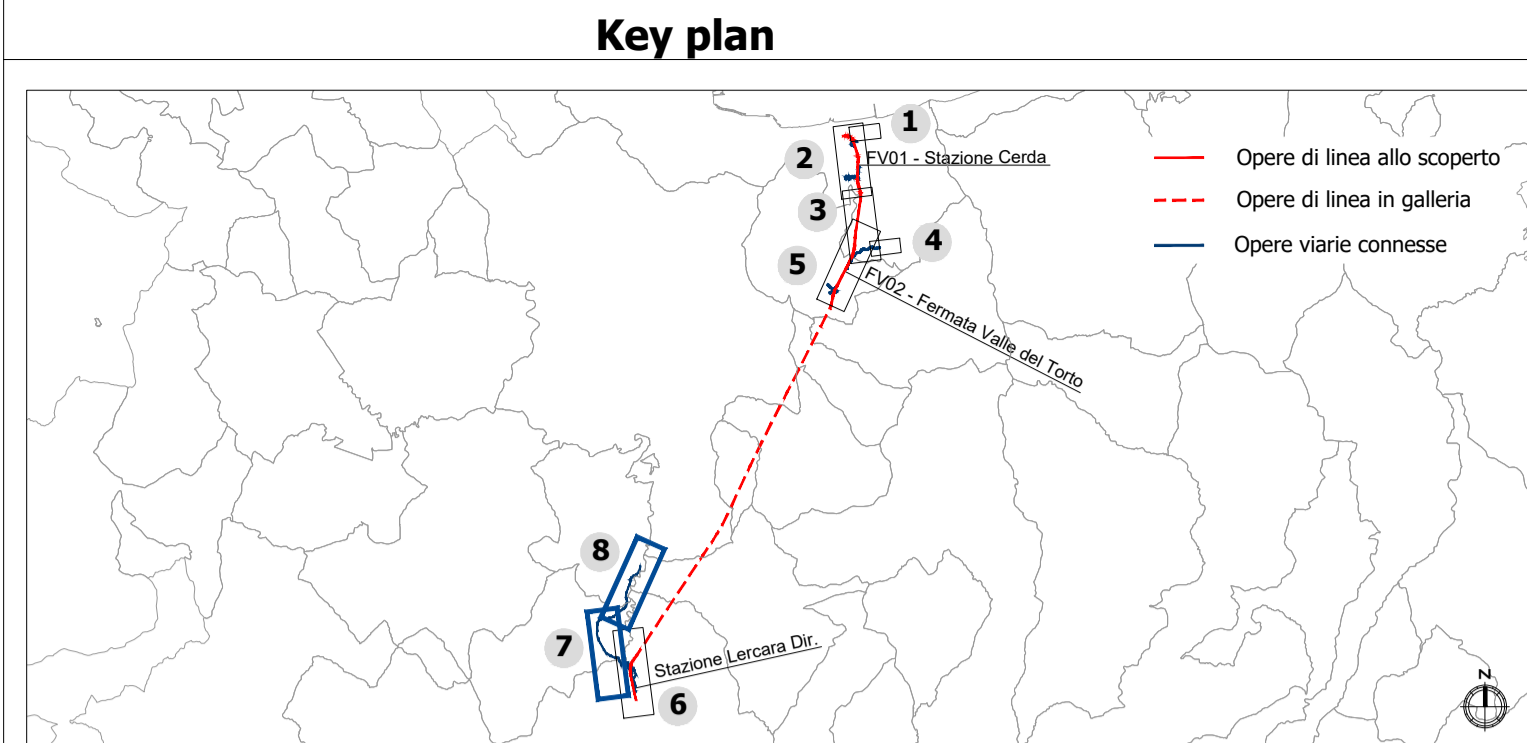 Key plan
1
2
FV01 - Stazione Cerda
3
4
5
FV02 - Fermata Valle del Torto
Opere di linea allo scoperto
Opere di linea in galleria
Opere viarie connesse
8
7
Stazione Lercara Dir.
6
N